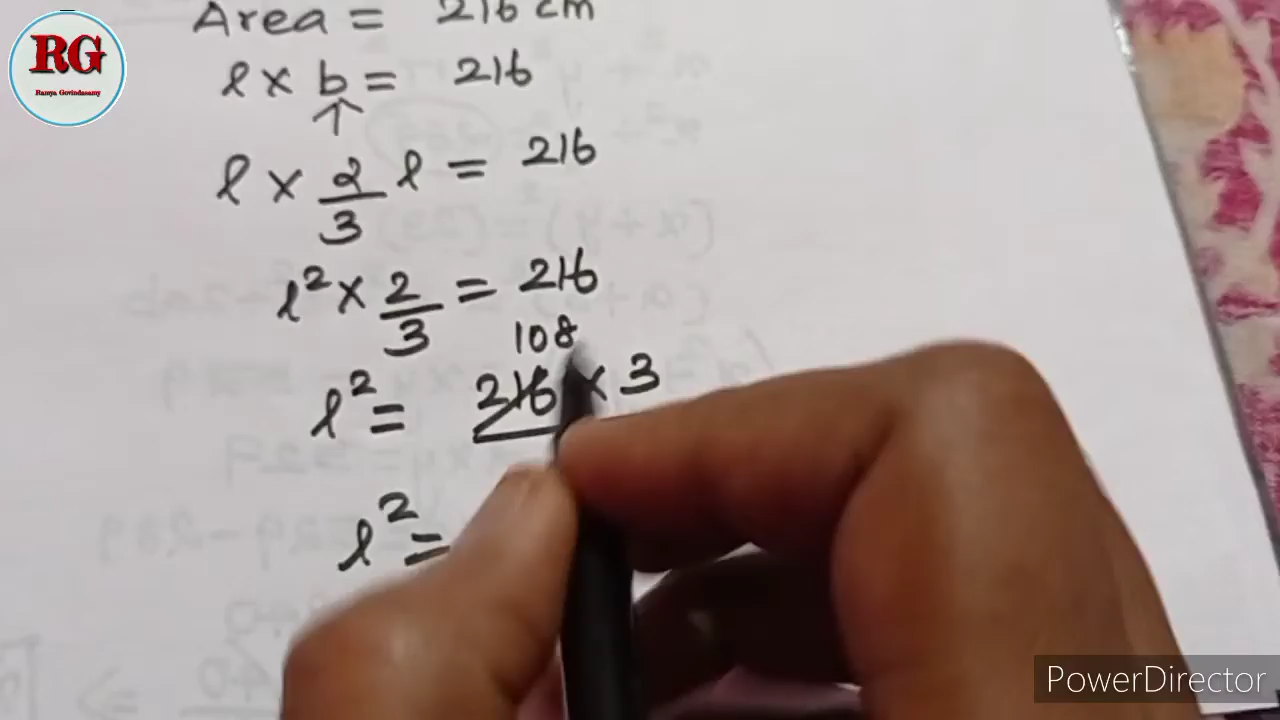 RG
Ramya Govindasamy
Area = 216 cm
l × b = 216
↑
l × 2/3 l = 216
l² × 2/3 = 216
108
l² = 216 × 3
l² =
PowerDirector